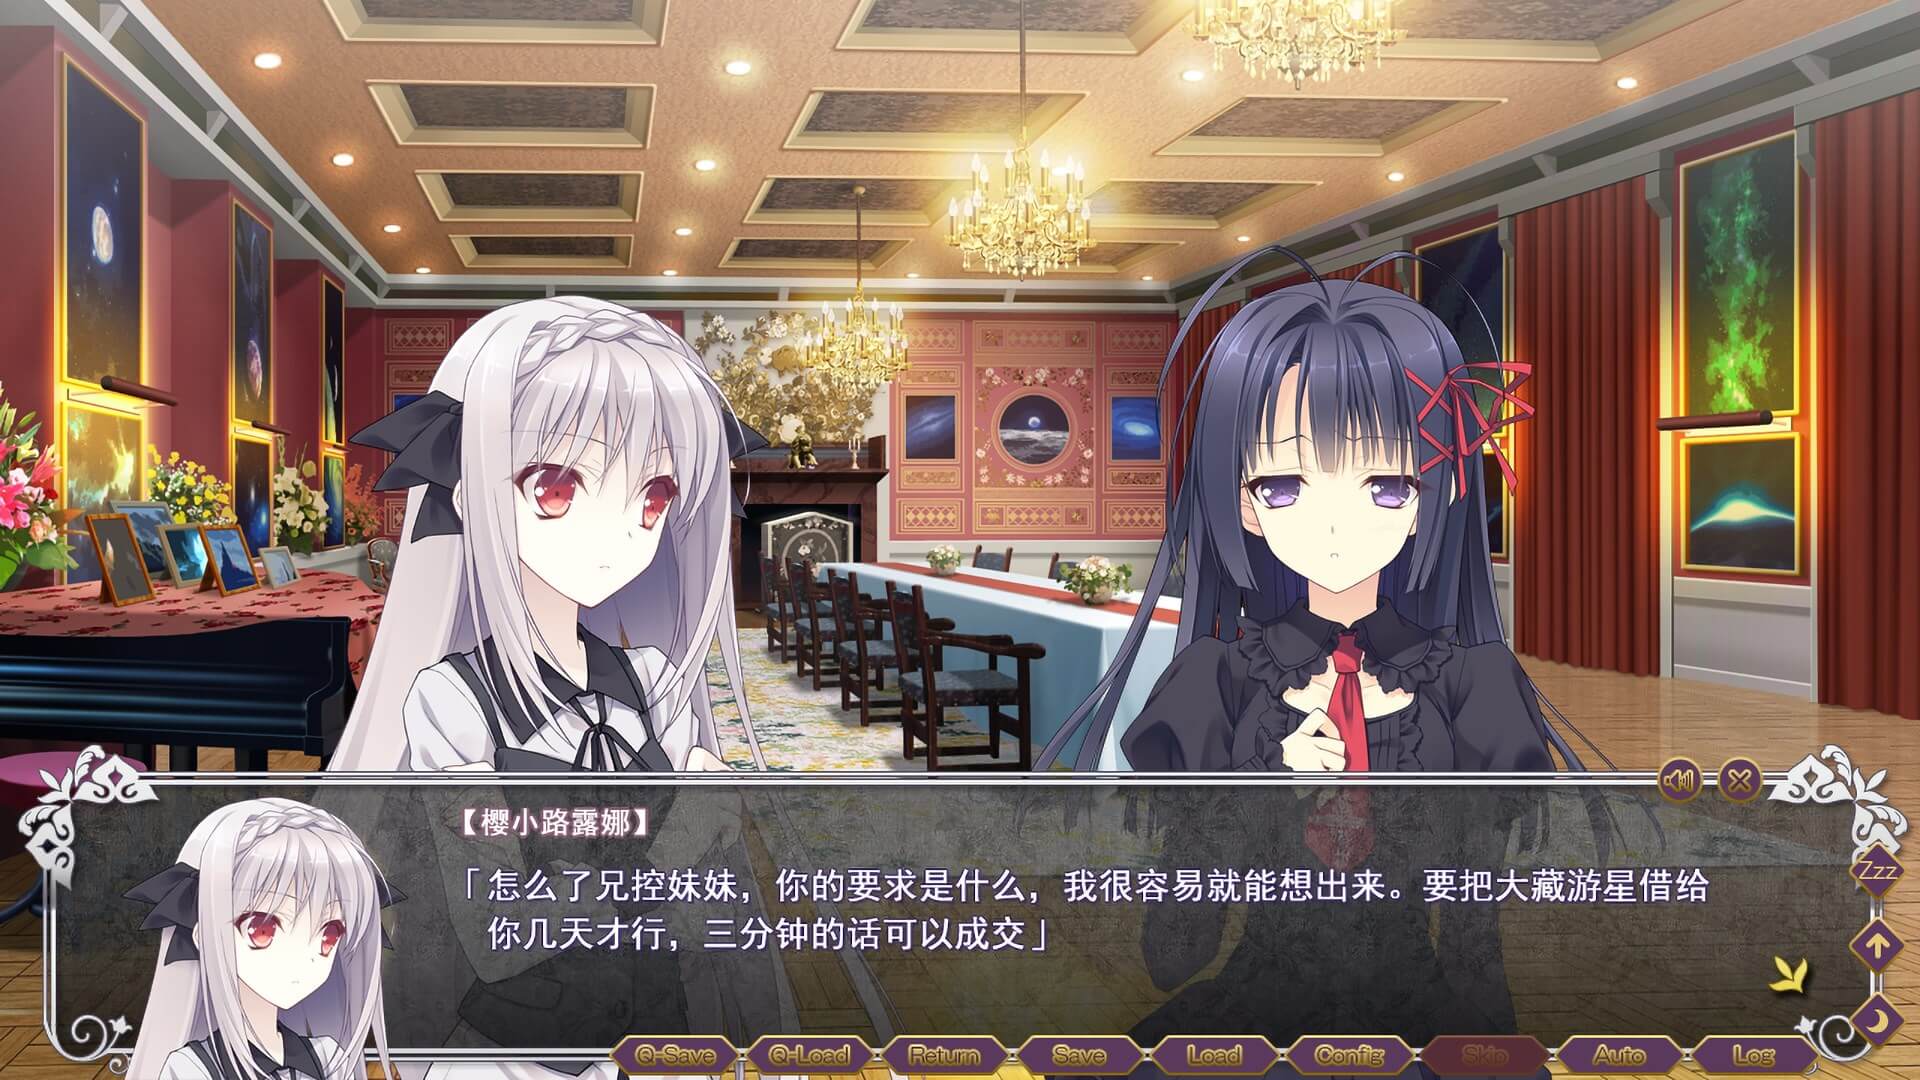 【樱小路露娜】
「怎么了兄控妹妹，你的要求是什么，我很容易就能想出来。要把大藏游星借给
你几天才行，三分钟的话可以成交」
Zzz
Q-Save Q-Load Return Save Load Config Skip Auto Log